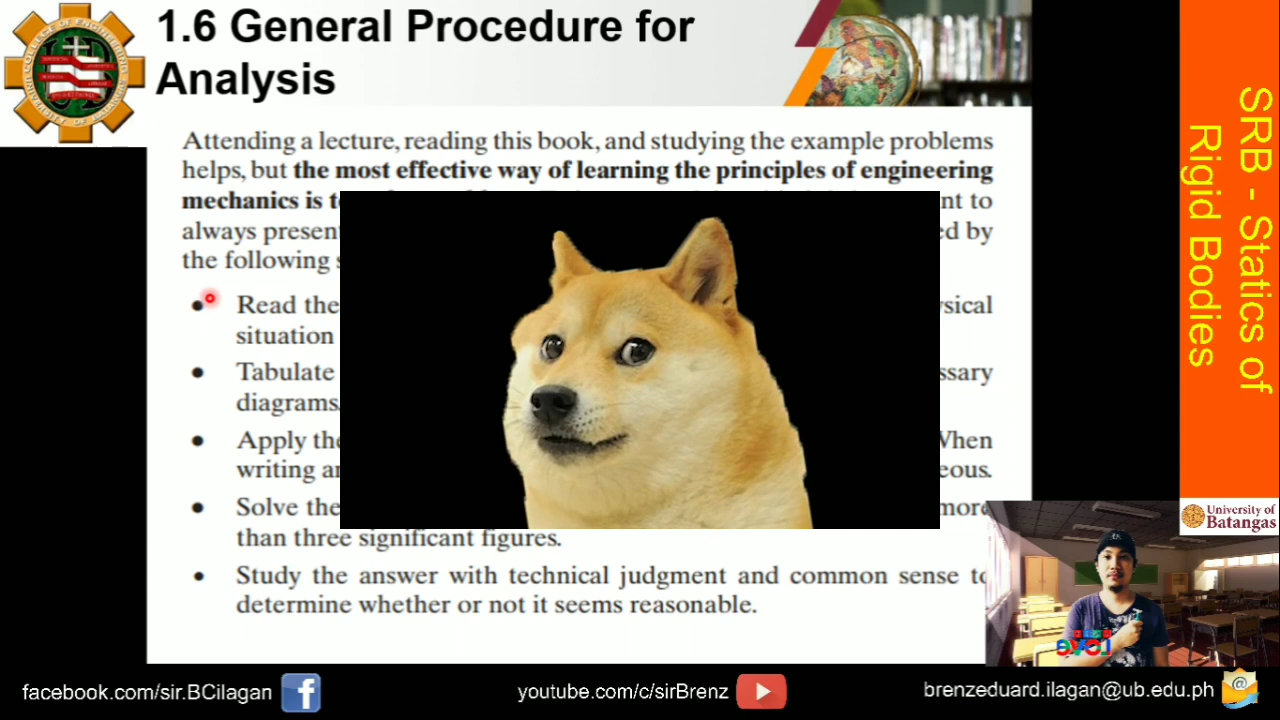 1.6 General Procedure for
Analysis
Attending a lecture, reading this book, and studying the example problems
helps, but the most effective way of learning the principles of engineering
mechanics is
nt to
always present
ed by
the following
Read the
sical
situation
Tabulate
ssary
diagrams.
Apply the
When
writing
eous.
Solve the
more
than three significant figures.
Study the answer with technical judgment and common sense to
determine whether or not it seems reasonable.
SRB - Statics of
Rigid Bodies
University of
Batangas
facebook.com/sir.BCilagan
youtube.com/c/sirBrenz
brenzeduard.ilagan@ub.edu.ph